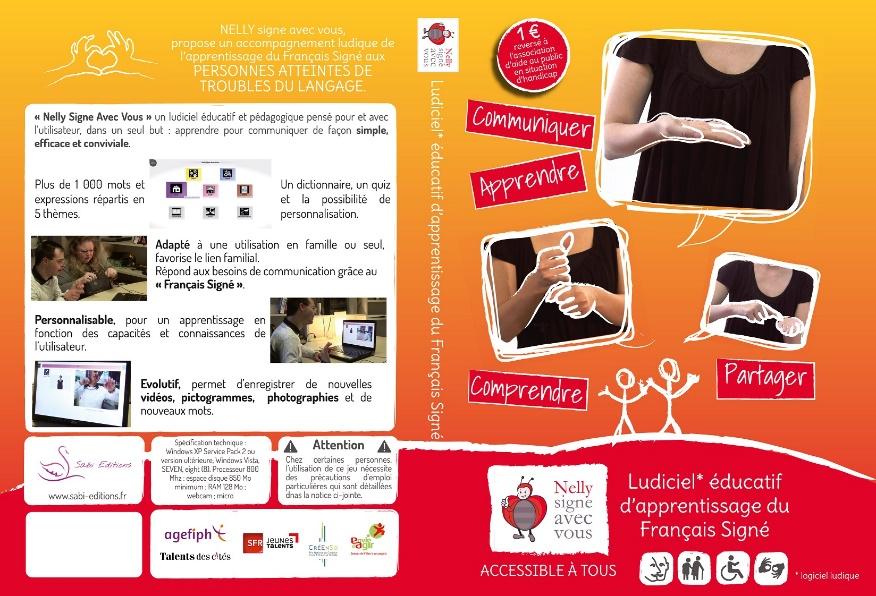 NELLY signe avec vous,
propose un accompagnement ludique de
l'apprentissage du Français Signé aux
PERSONNES ATTEINTES DE
TROUBLES DU LANGAGE.
« Nelly Signe Avec Vous » un ludiciel éducatif et pédagogique pensé pour et avec
l'utilisateur, dans un seul but : apprendre pour communiquer de façon simple,
efficace et conviviale.
Plus de 1 000 mots et
expressions répartis en
5 thèmes.
Un dictionnaire, un quiz
et la possibilité de
personnalisation.
Adapté à une utilisation en famille ou seul,
favorise le lien familial.
Répond aux besoins de communication grâce au
« Français Signé ».
Personnalisable, pour un apprentissage en
fonction des capacités et connaissances de
l'utilisateur.
Evolutif, permet d'enregistrer de nouvelles
vidéos, pictogrammes, photographies et de
nouveaux mots.
Sabi-Editions
www.sabi-editions.fr
Spécification technique :
Windows XP Service Pack 2 ou
version ultérieure, Windows Vista,
SEVEN, eight (8). Processeur 800
Mhz ; espace disque 850 Mo
minimum ; RAM 128 Mo ;
webcam ; micro
Attention
Chez certaines personnes,
l'utilisation de ce jeu nécessite
des précautions d'emploi
particulières qui sont détaillées
dnas la notice ci-jointe.
agefiph
Talents des cités
SFR
JEUNES
TALENTS
CRÉENSO
envie
agir
Nelly
signe
avec
vous
Ludiciel* éducatif d'apprentissage du Français Signé
1 €
reversé à
l'association
d'aide au public
en situation
d'handicap
Communiquer
Apprendre
Comprendre
Partager
Nelly
signe
avec
vous
Ludiciel* éducatif
d'apprentissage du
Français Signé
ACCESSIBLE À TOUS
* logiciel ludique